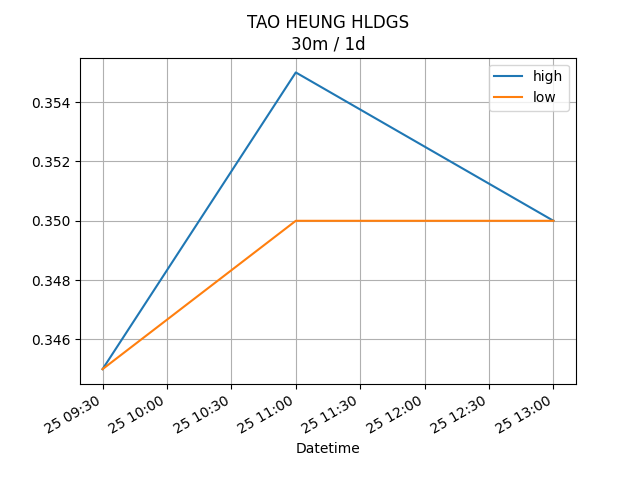 TAO HEUNG HLDGS
30m / 1d
high
low
0.354
0.352
0.350
0.348
0.346
25 09:30
25 10:00
25 10:30
25 11:00
25 11:30
25 12:00
25 12:30
25 13:00
Datetime